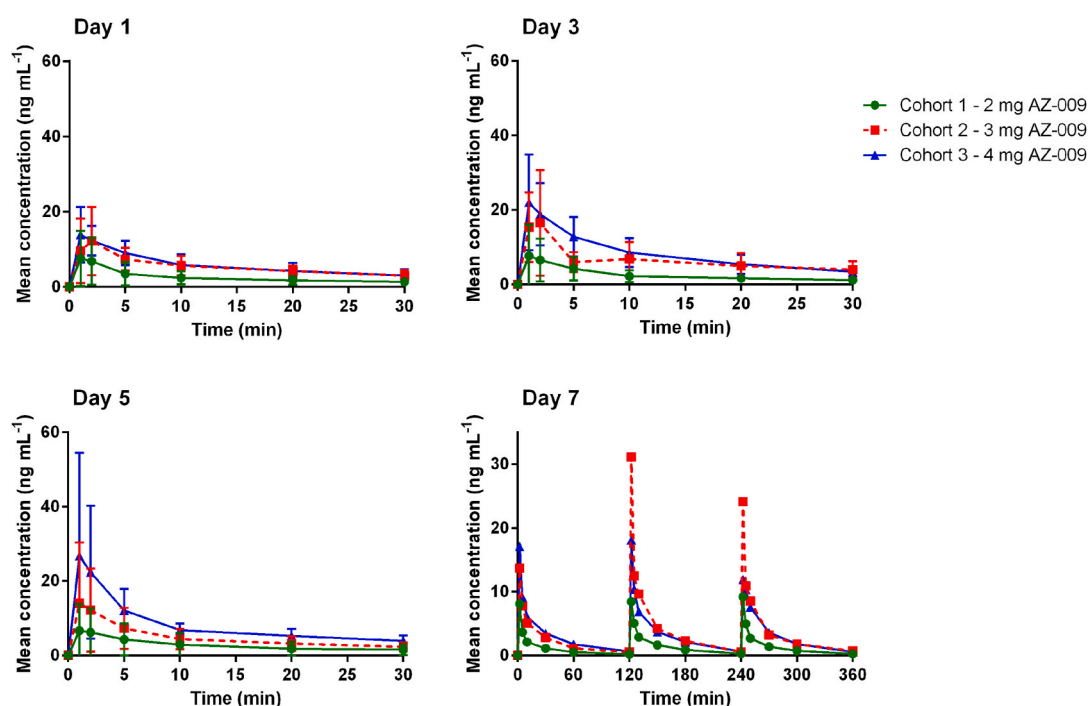 Day 1
Mean concentration (ng mL⁻¹)
60
40
20
0
0 5 10 15 20 25 30
Time (min)
Day 3
Mean concentration (ng mL⁻¹)
60
40
20
0
0 5 10 15 20 25 30
Time (min)
Cohort 1 - 2 mg AZ-009
Cohort 2 - 3 mg AZ-009
Cohort 3 - 4 mg AZ-009
Day 5
Mean concentration (ng mL⁻¹)
60
40
20
0
0 5 10 15 20 25 30
Time (min)
Day 7
Mean concentration (ng mL⁻¹)
30
20
10
0
0 60 120 180 240 300 360
Time (min)